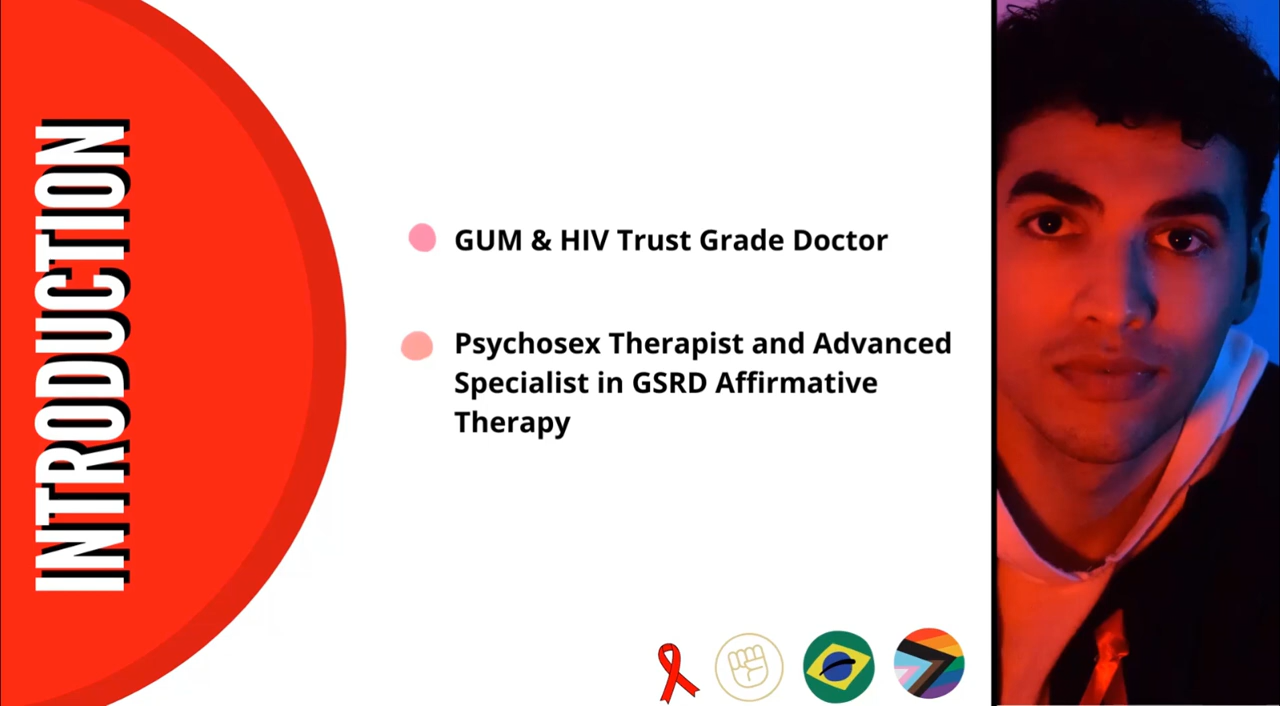 INTRODUCTION
GUM & HIV Trust Grade Doctor
Psychosex Therapist and Advanced
Specialist in GSRD Affirmative
Therapy